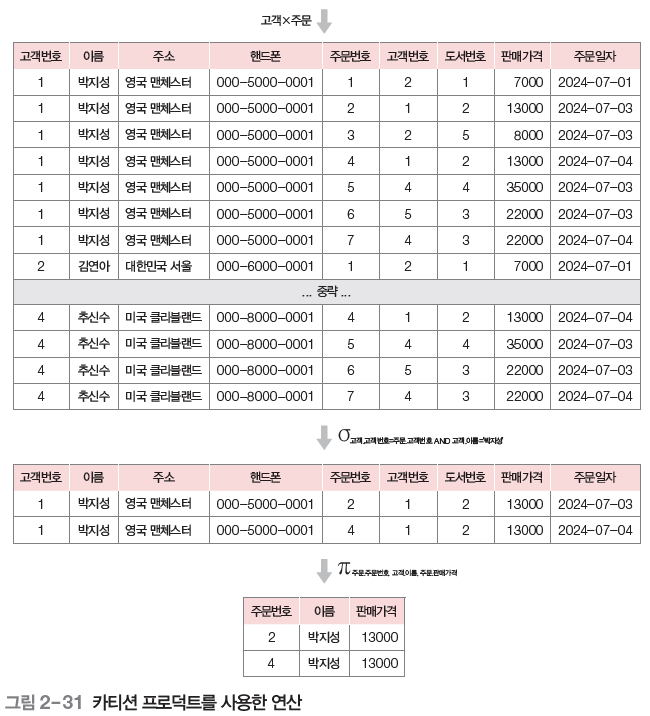 고객×주문
고객번호 이름 주소 핸드폰 주문번호 고객번호 도서번호 판매가격 주문일자
1 박지성 영국 맨체스터 000-5000-0001 1 2 1 7000 2024-07-01
1 박지성 영국 맨체스터 000-5000-0001 2 1 2 13000 2024-07-03
1 박지성 영국 맨체스터 000-5000-0001 3 2 5 8000 2024-07-03
1 박지성 영국 맨체스터 000-5000-0001 4 1 2 13000 2024-07-04
1 박지성 영국 맨체스터 000-5000-0001 5 4 4 35000 2024-07-03
1 박지성 영국 맨체스터 000-5000-0001 6 5 3 22000 2024-07-03
1 박지성 영국 맨체스터 000-5000-0001 7 4 3 22000 2024-07-04
2 김연아 대한민국 서울 000-6000-0001 1 2 1 7000 2024-07-01
... 중략 ...
4 추신수 미국 클리블랜드 000-8000-0001 4 1 2 13000 2024-07-04
4 추신수 미국 클리블랜드 000-8000-0001 5 4 4 35000 2024-07-03
4 추신수 미국 클리블랜드 000-8000-0001 6 5 3 22000 2024-07-03
4 추신수 미국 클리블랜드 000-8000-0001 7 4 3 22000 2024-07-04
σ고객.고객번호=주문.고객번호 AND 고객.이름='박지성'
고객번호 이름 주소 핸드폰 주문번호 고객번호 도서번호 판매가격 주문일자
1 박지성 영국 맨체스터 000-5000-0001 2 1 2 13000 2024-07-03
1 박지성 영국 맨체스터 000-5000-0001 4 1 2 13000 2024-07-04
π주문.주문번호, 고객.이름, 주문.판매가격
주문번호 이름 판매가격
2 박지성 13000
4 박지성 13000
그림 2-31 카티션 프로덕트를 사용한 연산